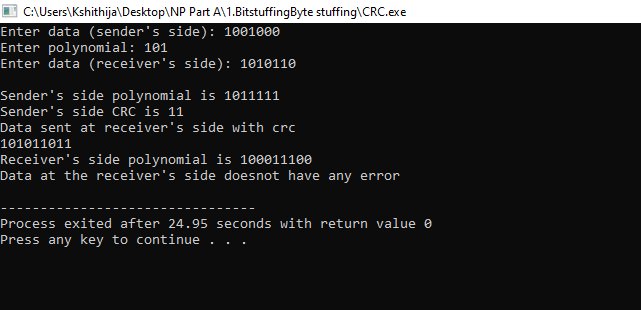 C:\Users\Kshithija\Desktop\NP Part A\1.BitstuffingByte stuffing\CRC.exe
Enter data (sender's side): 1001000
Enter polynomial: 101
Enter data (receiver's side): 1010110
Sender's side polynomial is 1011111
Sender's side CRC is 11
Data sent at receiver's side with crc
101011011
Receiver's side polynomial is 100011100
Data at the receiver's side doesnot have any error
--------------------------------
Process exited after 24.95 seconds with return value 0
Press any key to continue . . .